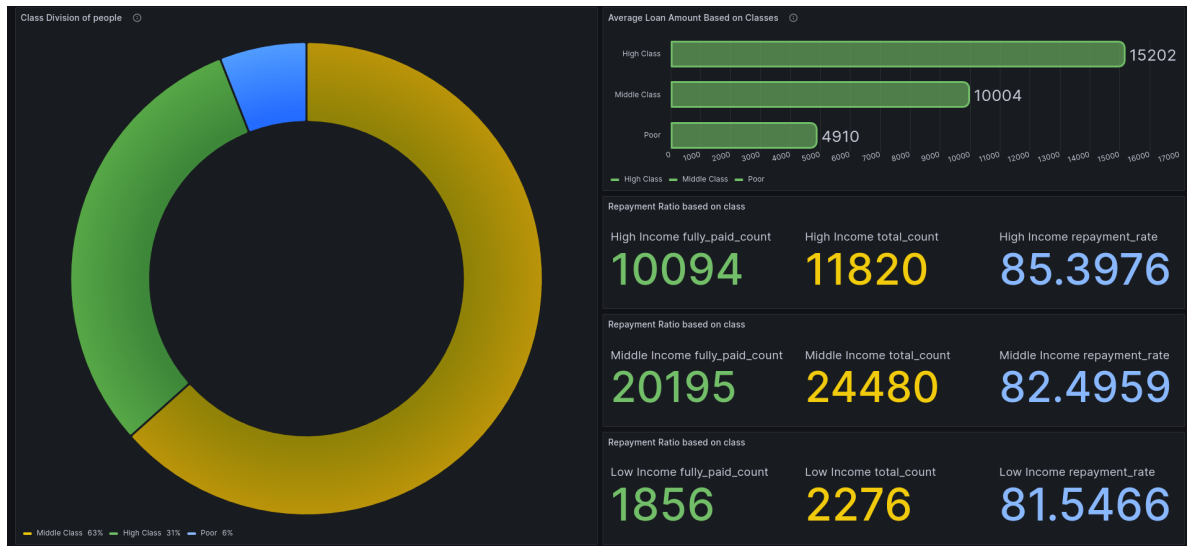 Class Division of people
Middle Class 63% High Class 31% Poor 6%
Average Loan Amount Based on Classes
High Class 15202
Middle Class 10004
Poor 4910
0 1000 2000 3000 4000 5000 6000 7000 8000 9000 10000 11000 12000 13000 14000 15000 16000 17000
High Class Middle Class Poor
Repayment Ratio based on class
High Income fully_paid_count High Income total_count High Income repayment_rate
10094 11820 85.3976
Repayment Ratio based on class
Middle Income fully_paid_count Middle Income total_count Middle Income repayment_rate
20195 24480 82.4959
Repayment Ratio based on class
Low Income fully_paid_count Low Income total_count Low Income repayment_rate
1856 2276 81.5466